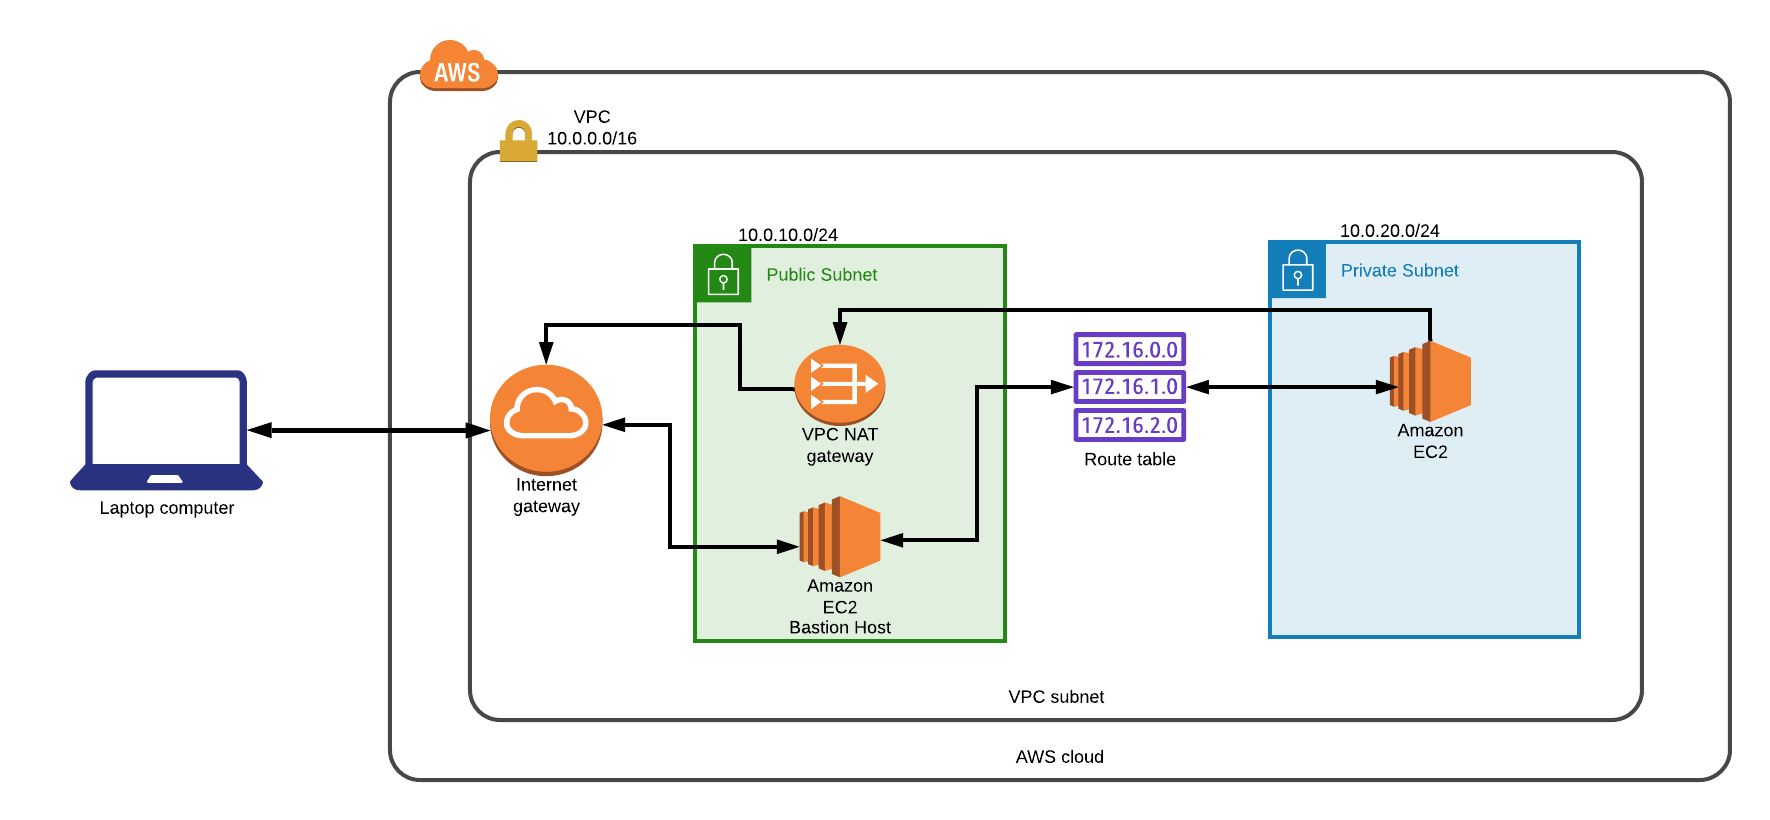 AWS
VPC
10.0.0.0/16
10.0.10.0/24
Public Subnet
10.0.20.0/24
Private Subnet
172.16.0.0
172.16.1.0
172.16.2.0
Route table
VPC NAT
gateway
Amazon
EC2
Internet
gateway
Laptop computer
Amazon
EC2
Bastion Host
VPC subnet
AWS cloud